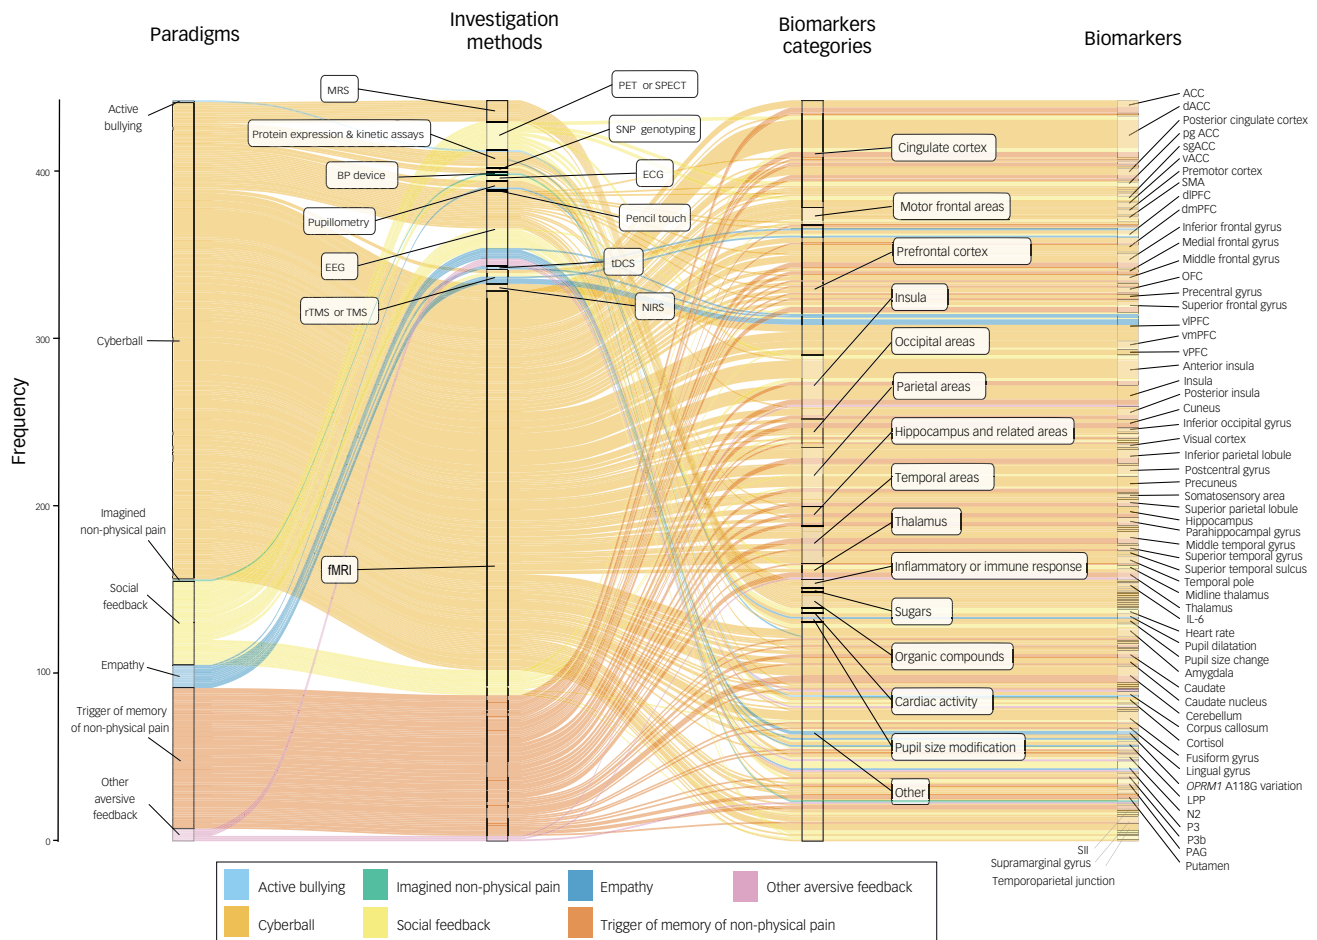 Paradigms
Investigation
methods
Biomarkers
categories
Biomarkers
Frequency
400
300
200
100
0
Active
bullying
Cyberball
Imagined
non-physical pain
Social
feedback
Empathy
Trigger of memory
of non-physical pain
Other
aversive
feedback
MRS
Protein expression & kinetic assays
BP device
Pupillometry
EEG
rTMS or TMS
fMRI
PET or SPECT
SNP genotyping
ECG
Pencil touch
tDCS
NIRS
Cingulate cortex
Motor frontal areas
Prefrontal cortex
Insula
Occipital areas
Parietal areas
Hippocampus and related areas
Temporal areas
Thalamus
Inflammatory or immune response
Sugars
Organic compounds
Cardiac activity
Pupil size modification
Other
ACC
dACC
Posterior cingulate cortex
pg ACC
sgACC
vACC
Premotor cortex
SMA
dlPFC
dmPFC
Inferior frontal gyrus
Medial frontal gyrus
Middle frontal gyrus
OFC
Precentral gyrus
Superior frontal gyrus
vlPFC
vmPFC
vPFC
Anterior insula
Insula
Posterior insula
Cuneus
Inferior occipital gyrus
Visual cortex
Inferior parietal lobule
Postcentral gyrus
Precuneus
Somatosensory area
Superior parietal lobule
Hippocampus
Parahippocampal gyrus
Middle temporal gyrus
Superior temporal gyrus
Superior temporal sulcus
Temporal pole
Midline thalamus
Thalamus
IL-6
Heart rate
Pupil dilatation
Pupil size change
Amygdala
Caudate
Caudate nucleus
Cerebellum
Corpus callosum
Cortisol
Fusiform gyrus
Lingual gyrus
OPRM1 A118G variation
LPP
N2
P3
P3b
PAG
Putamen
SII
Supramarginal gyrus
Temporoparietal junction
Active bullying
Imagined non-physical pain
Empathy
Other aversive feedback
Cyberball
Social feedback
Trigger of memory of non-physical pain